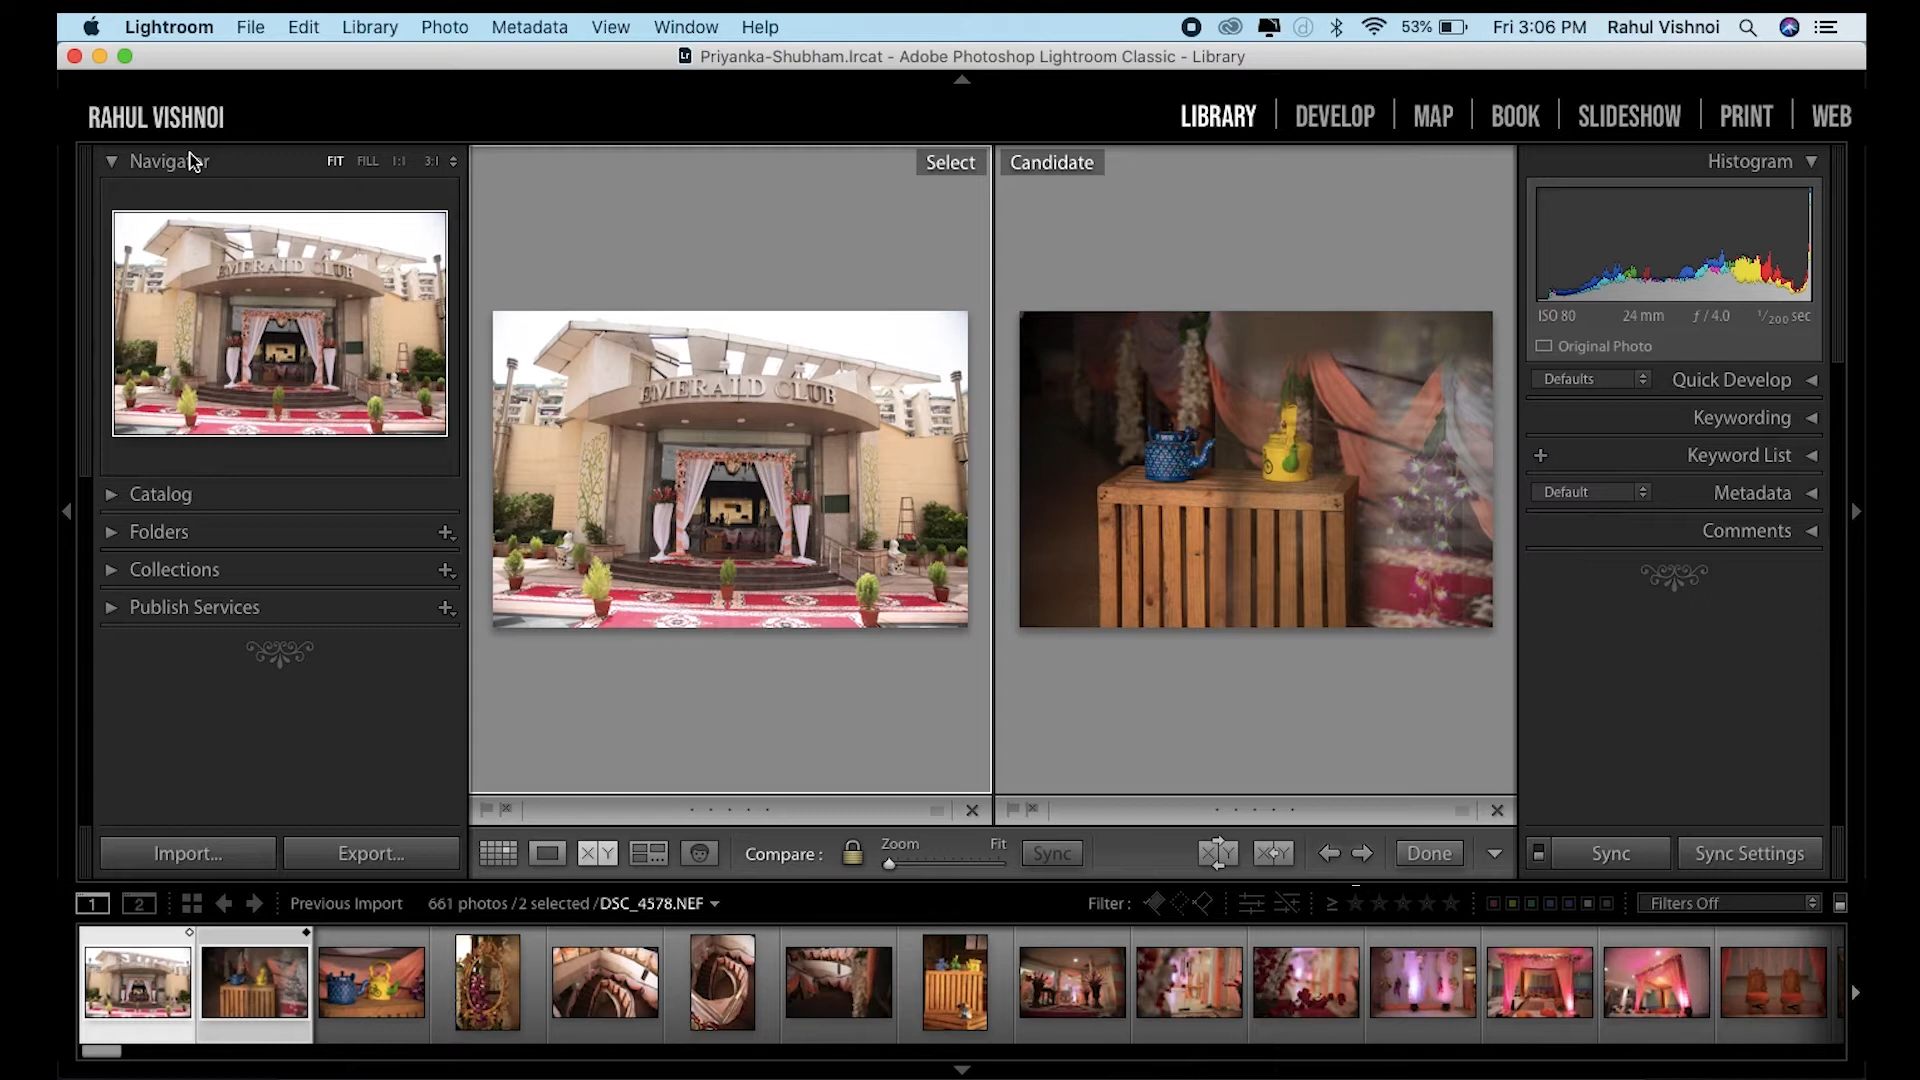 Lightroom File Edit Library Photo Metadata View Window Help 53% Fri 3:06 PM Rahul Vishnoi
Priyanka-Shubham.lrcat - Adobe Photoshop Lightroom Classic - Library
RAHUL VISHNOI
LIBRARY | DEVELOP | MAP | BOOK | SLIDESHOW | PRINT | WEB
Navigator FIT FILL 1:1 3:1
Select
Candidate
Histogram
EMERALD CLUB
EMERALD CLUB
ISO 80 24 mm ƒ / 4.0 1/200 sec
Original Photo
Defaults Quick Develop
Keywording
Keyword List
Default Metadata
Comments
Catalog
Folders
Collections
Publish Services
Import... Export...
X Y
Compare : Zoom Fit Sync
X Y X Y
Done
Sync Sync Settings
1 2 Previous Import 661 photos / 2 selected / DSC_4578.NEF
Filter : ≥ Filters Off